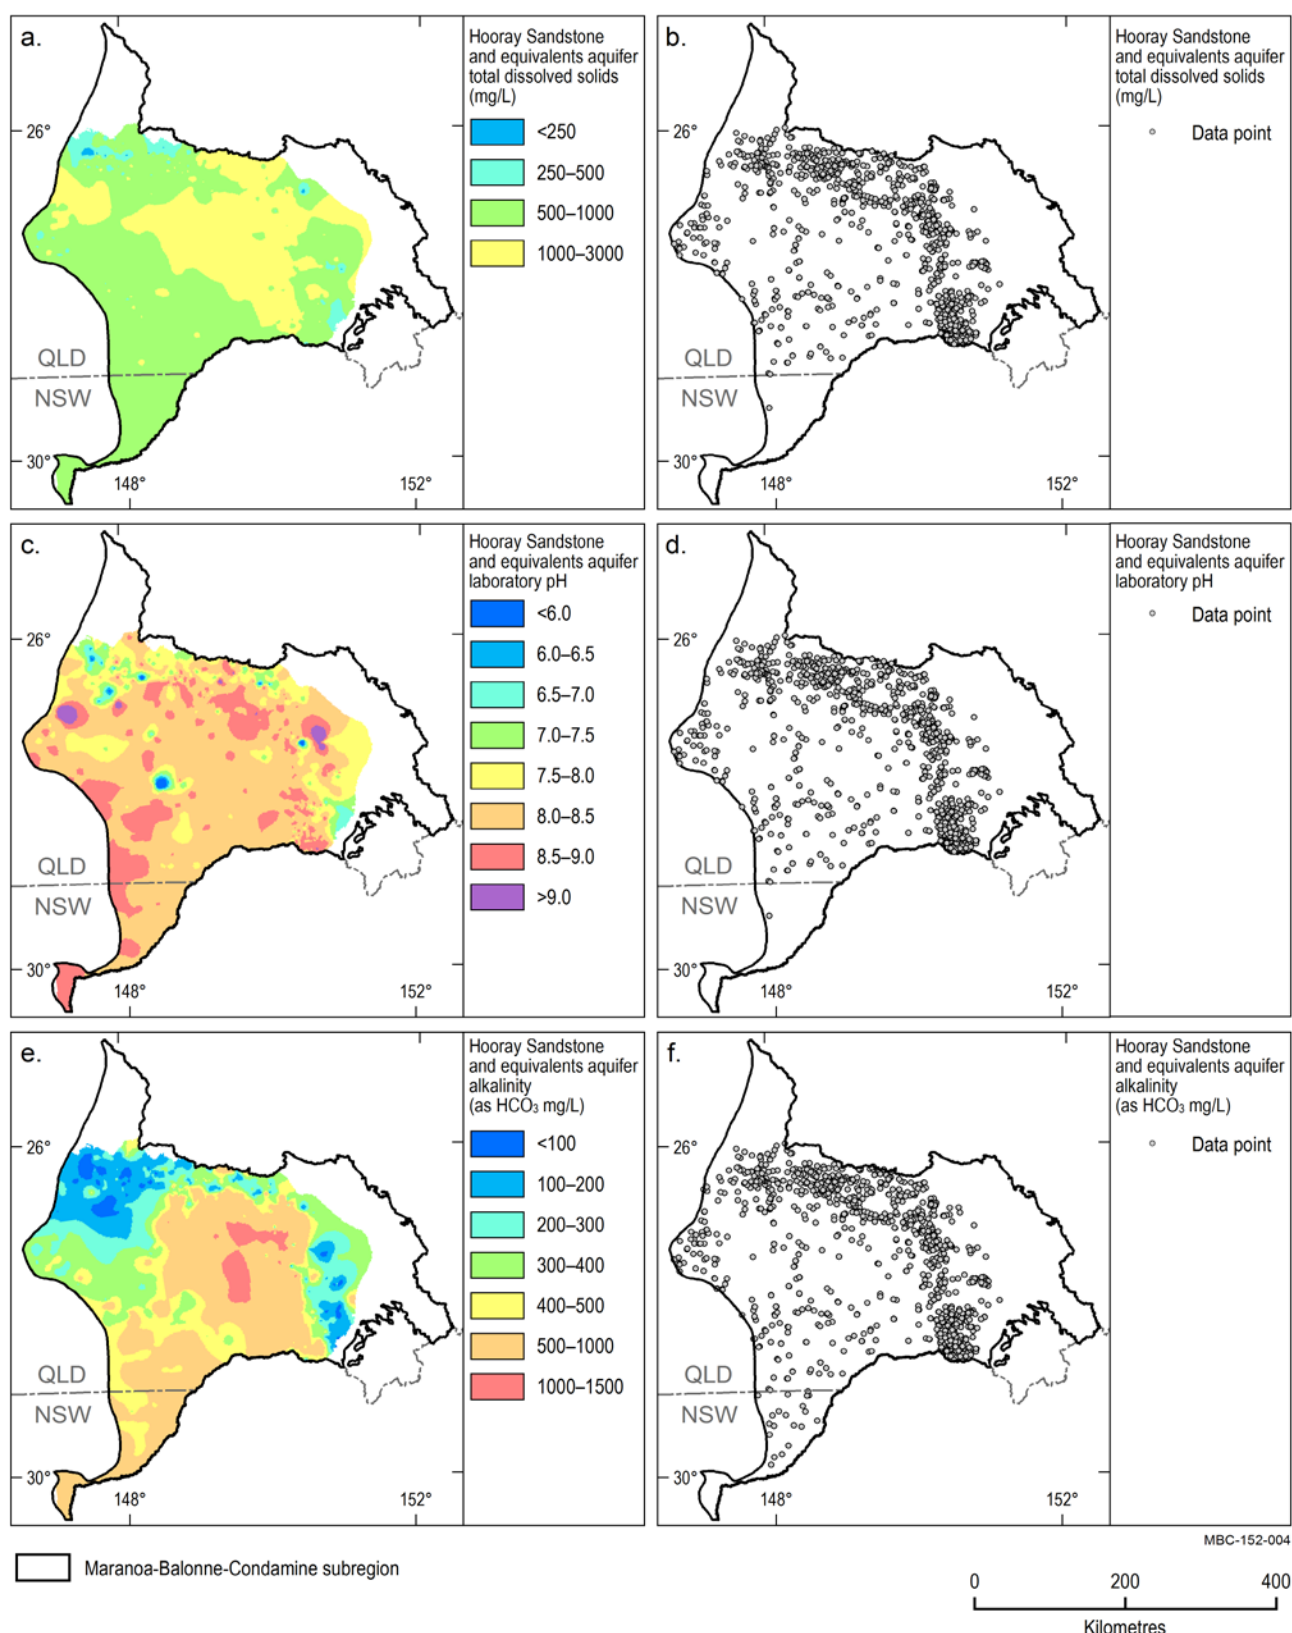 a.
Hooray Sandstone
and equivalents aquifer
total dissolved solids
(mg/L)
<250
250–500
500–1000
1000–3000
26°
QLD
NSW
30°
148°
152°
b.
Hooray Sandstone
and equivalents aquifer
total dissolved solids
(mg/L)
Data point
26°
QLD
NSW
30°
148°
152°
c.
Hooray Sandstone
and equivalents aquifer
laboratory pH
<6.0
6.0–6.5
6.5–7.0
7.0–7.5
7.5–8.0
8.0–8.5
8.5–9.0
>9.0
26°
QLD
NSW
30°
148°
152°
d.
Hooray Sandstone
and equivalents aquifer
laboratory pH
Data point
26°
QLD
NSW
30°
148°
152°
e.
Hooray Sandstone
and equivalents aquifer
alkalinity
(as HCO₃ mg/L)
<100
100–200
200–300
300–400
400–500
500–1000
1000–1500
26°
QLD
NSW
30°
148°
152°
f.
Hooray Sandstone
and equivalents aquifer
alkalinity
(as HCO₃ mg/L)
Data point
26°
QLD
NSW
30°
148°
152°
MBC-152-004
Maranoa-Balonne-Condamine subregion
0 200 400
Kilometres